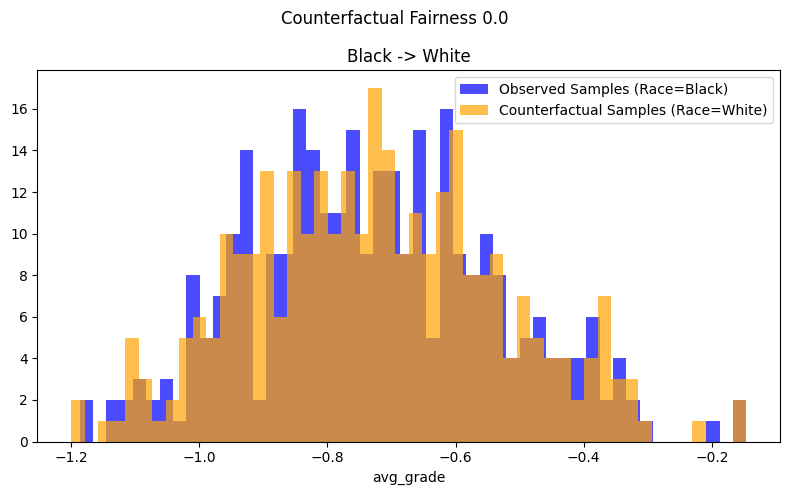 Counterfactual Fairness 0.0
Black -> White
Observed Samples (Race=Black)
Counterfactual Samples (Race=White)
16
14
12
10
8
6
4
2
0
−1.2 −1.0 −0.8 −0.6 −0.4 −0.2
avg_grade